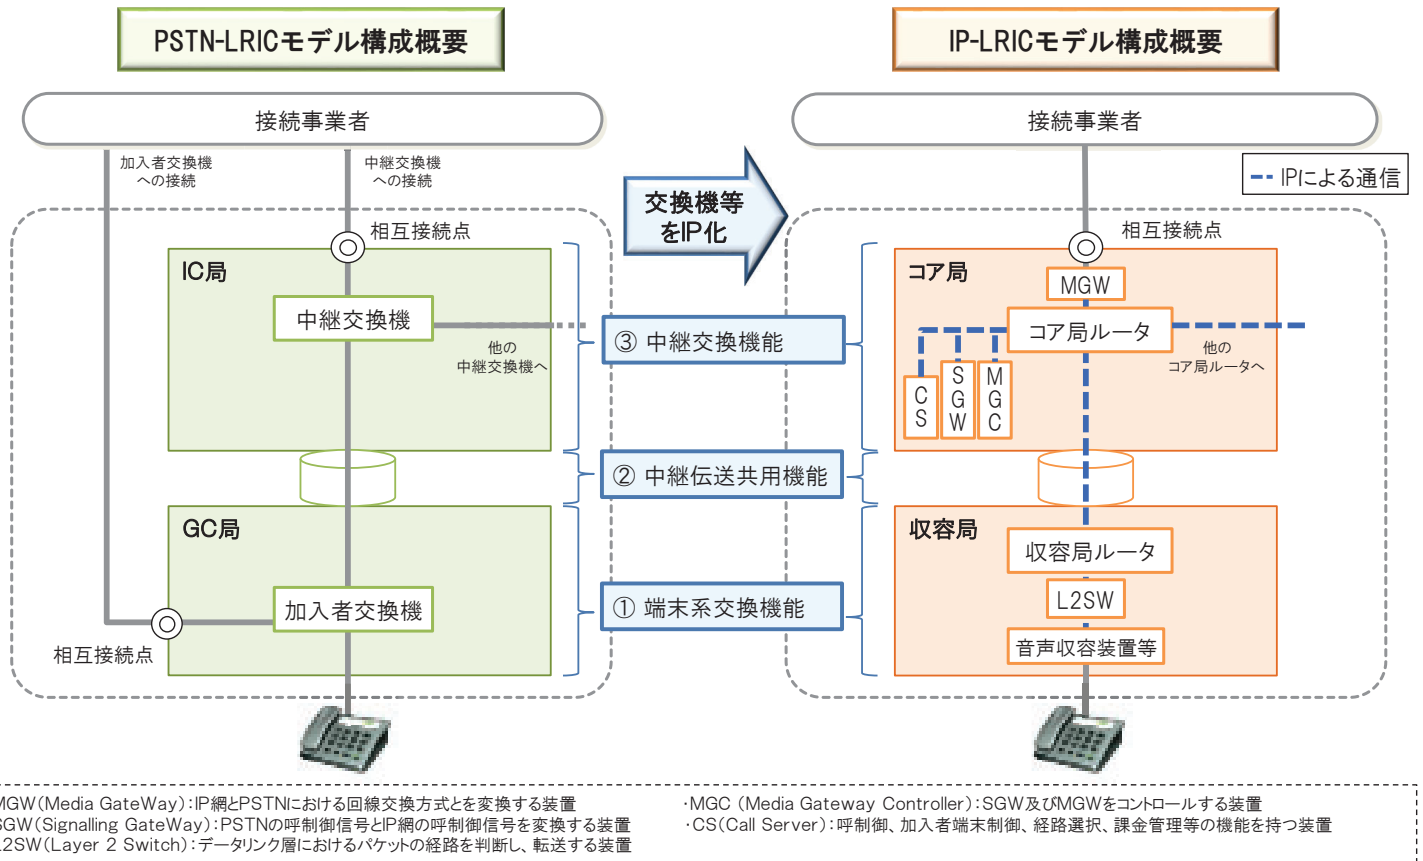 PSTN-LRICモデル構成概要
IP-LRICモデル構成概要
接続事業者
接続事業者
加入者交換機
への接続
中継交換機
への接続
交換機等
をIP化
IPによる通信
相互接続点
相互接続点
IC局
中継交換機
他の
中継交換機へ
③ 中継交換機能
コア局
MGW
コア局ルータ
他の
コア局ルータへ
CS
SGW
MGC
② 中継伝送共用機能
GC局
加入者交換機
相互接続点
① 端末系交換機能
収容局
収容局ルータ
L2SW
音声収容装置等
MGW(Media GateWay):IP網とPSTNにおける回線交換方式とを変換する装置
SGW(Signalling GateWay):PSTNの呼制御信号とIP網の呼制御信号を変換する装置
L2SW(Layer 2 Switch):データリンク層におけるパケットの経路を判断し、転送する装置
・MGC (Media Gateway Controller):SGW及びMGWをコントロールする装置
・CS(Call Server):呼制御、加入者端末制御、経路選択、課金管理等の機能を持つ装置